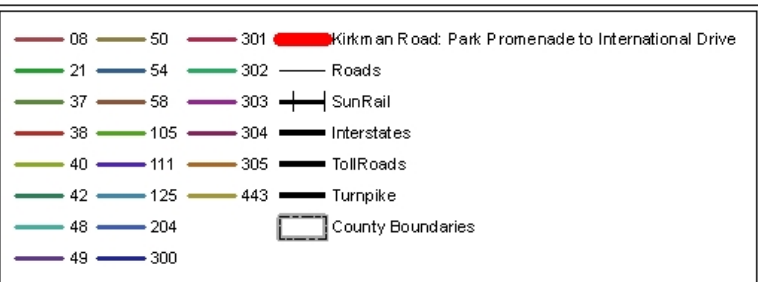 08 50 301 Kirkman Road: Park Promenade to International Drive
21 54 302 Roads
37 58 303 SunRail
38 105 304 Interstates
40 111 305 TollRoads
42 125 443 Turnpike
48 204 County Boundaries
49 300